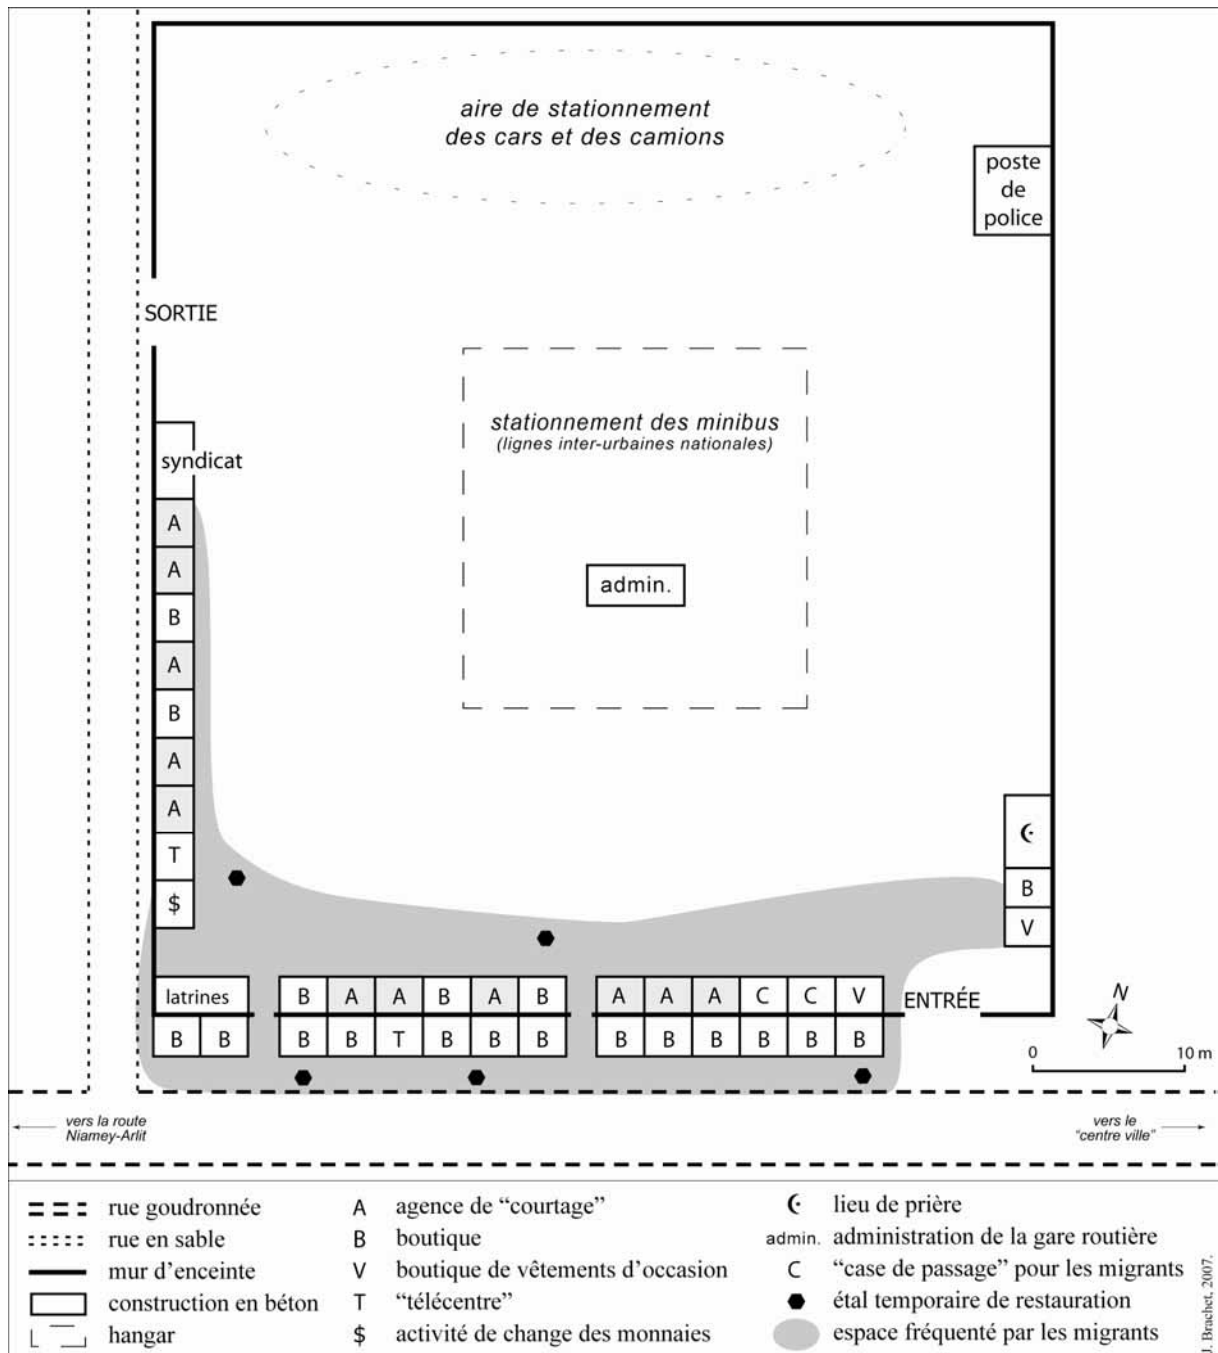 aire de stationnement
des cars et des camions
poste
de
police
SORTIE
stationnement des minibus
(lignes inter-urbaines nationales)
syndicat
A
A
B
admin.
A
B
A
A
T
$
B
V
latrines
B A A B A B
A A A C C V
ENTRÉE
B B
B B T B B B
B B B B B B
N
0 10 m
vers la route
Niamey-Arlit
vers le
"centre ville"
rue goudronnée
rue en sable
mur d'enceinte
construction en béton
hangar
A agence de "courtage"
B boutique
V boutique de vêtements d'occasion
T "télécentre"
$ activité de change des monnaies
lieu de prière
admin. administration de la gare routière
C "case de passage" pour les migrants
étal temporaire de restauration
espace fréquenté par les migrants
J. Brachet, 2007.